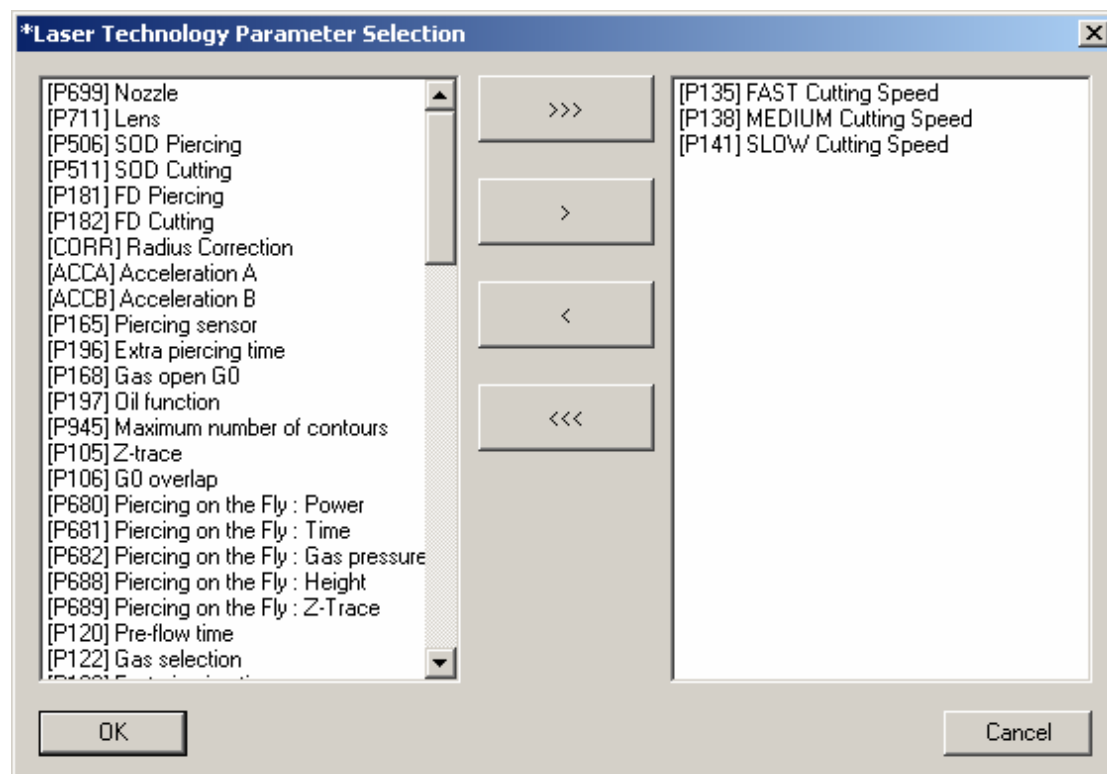 *Laser Technology Parameter Selection
[P699] Nozzle
[P711] Lens
[P506] SOD Piercing
[P511] SOD Cutting
[P181] FD Piercing
[P182] FD Cutting
[CORR] Radius Correction
[ACCA] Acceleration A
[ACCB] Acceleration B
[P165] Piercing sensor
[P196] Extra piercing time
[P168] Gas open G0
[P197] Oil function
[P945] Maximum number of contours
[P105] Z-trace
[P106] G0 overlap
[P680] Piercing on the Fly : Power
[P681] Piercing on the Fly : Time
[P682] Piercing on the Fly : Gas pressure
[P688] Piercing on the Fly : Height
[P689] Piercing on the Fly : Z-Trace
[P120] Pre-flow time
[P122] Gas selection
>>>
>
<
<<<
[P135] FAST Cutting Speed
[P138] MEDIUM Cutting Speed
[P141] SLOW Cutting Speed
OK
Cancel